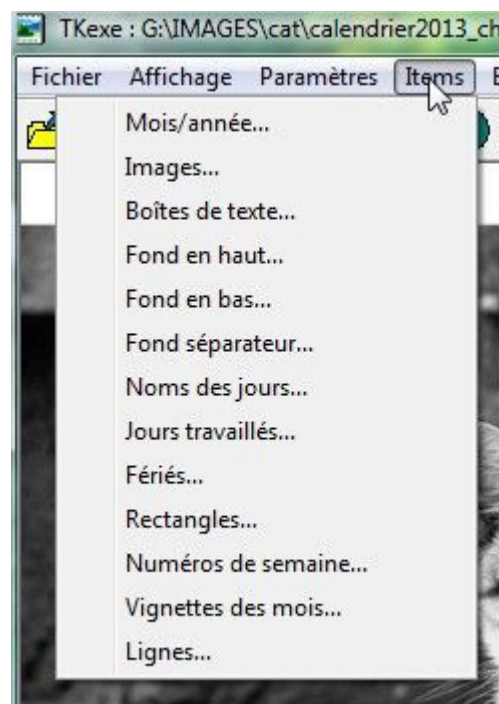 TKexe : G:\IMAGES\cat\calendrier2013_ch
Fichier Affichage Paramètres Items
Mois/année...
Images...
Boîtes de texte...
Fond en haut...
Fond en bas...
Fond séparateur...
Noms des jours...
Jours travaillés...
Fériés...
Rectangles...
Numéros de semaine...
Vignettes des mois...
Lignes...